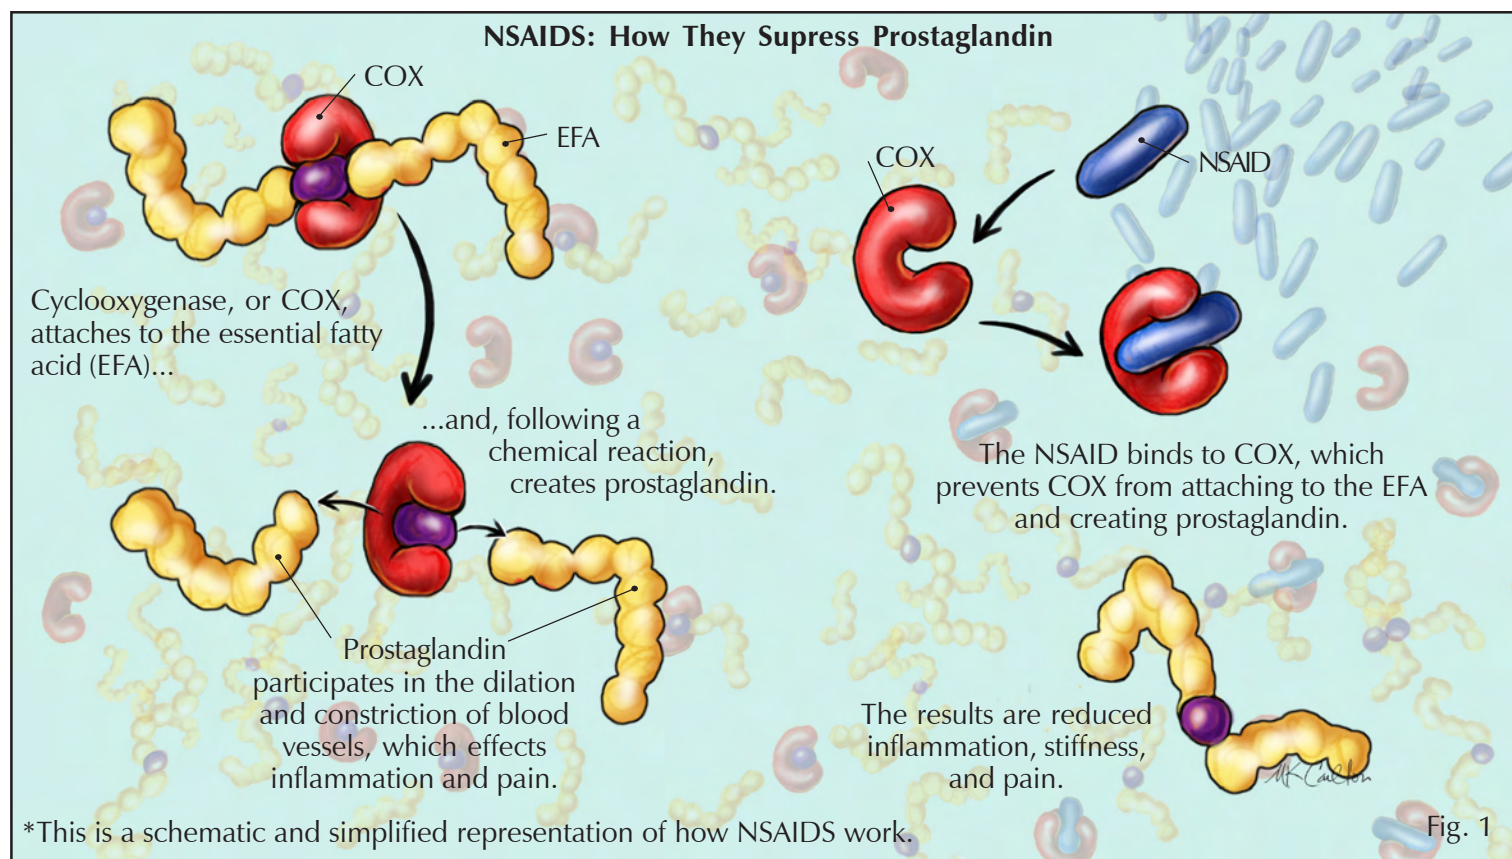 NSAIDS: How They Supress Prostaglandin
COX
EFA
Cyclooxygenase, or COX,
attaches to the essential fatty
acid (EFA)...
...and, following a
chemical reaction,
creates prostaglandin.
Prostaglandin
participates in the dilation
and constriction of blood
vessels, which effects
inflammation and pain.
COX
NSAID
The NSAID binds to COX, which
prevents COX from attaching to the EFA
and creating prostaglandin.
The results are reduced
inflammation, stiffness,
and pain.
MK Carlton
*This is a schematic and simplified representation of how NSAIDS work.
Fig. 1